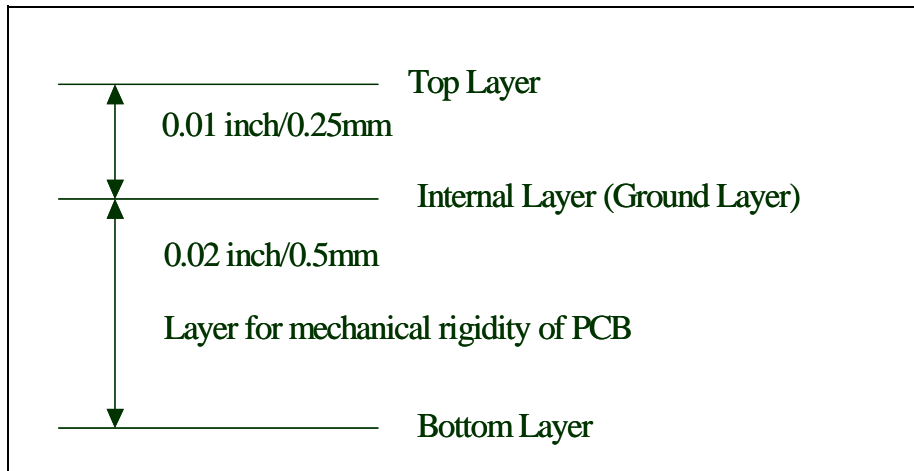 Top Layer
0.01 inch/0.25mm
Internal Layer (Ground Layer)
0.02 inch/0.5mm
Layer for mechanical rigidity of PCB
Bottom Layer